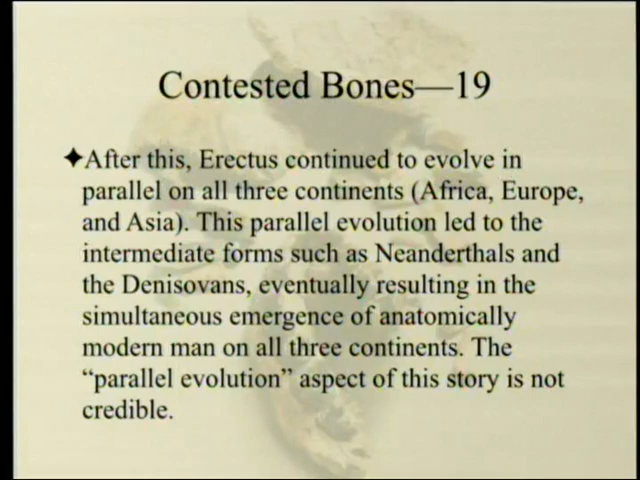 Contested Bones—19
✦After this, Erectus continued to evolve in
parallel on all three continents (Africa, Europe,
and Asia). This parallel evolution led to the
intermediate forms such as Neanderthals and
the Denisovans, eventually resulting in the
simultaneous emergence of anatomically
modern man on all three continents. The
“parallel evolution” aspect of this story is not
credible.